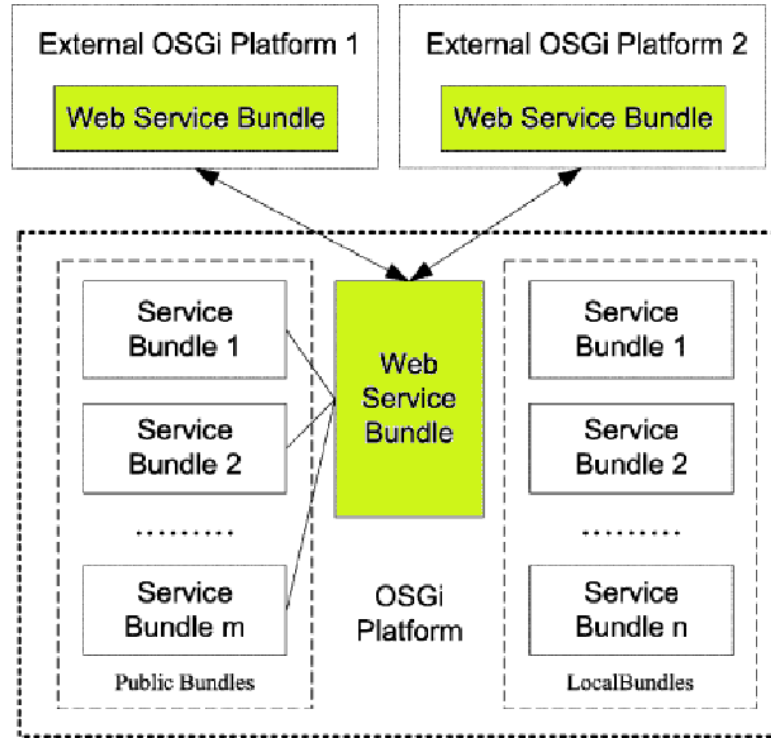 External OSGi Platform 1
Web Service Bundle
External OSGi Platform 2
Web Service Bundle
Service
Bundle 1
Service
Bundle 2
.........
Service
Bundle m
Public Bundles
Web
Service
Bundle
OSGi
Platform
Service
Bundle 1
Service
Bundle 2
.........
Service
Bundle n
LocalBundles